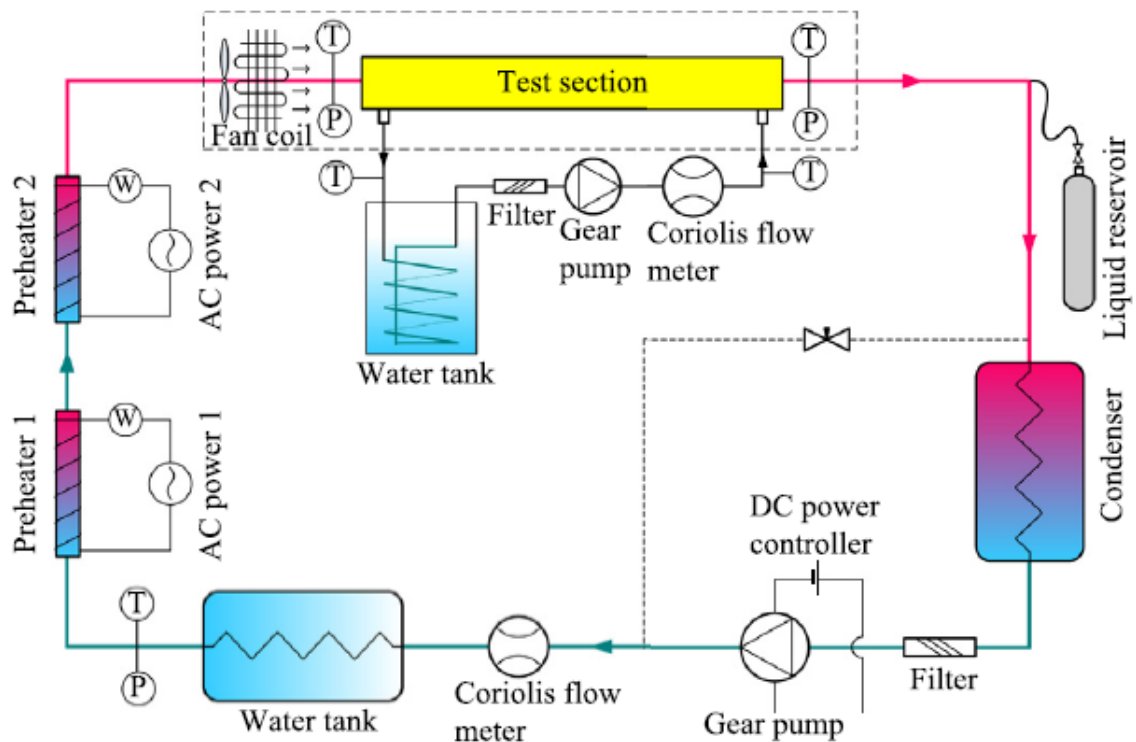 T
T
Test section
P
P
Fan coil
T
T
Filter
Gear
pump
Coriolis flow
meter
Preheater 2
W
AC power 2
Liquid reservoir
Water tank
Preheater 1
W
AC power 1
Condenser
DC power
controller
T
P
Water tank
Coriolis flow
meter
Gear pump
Filter